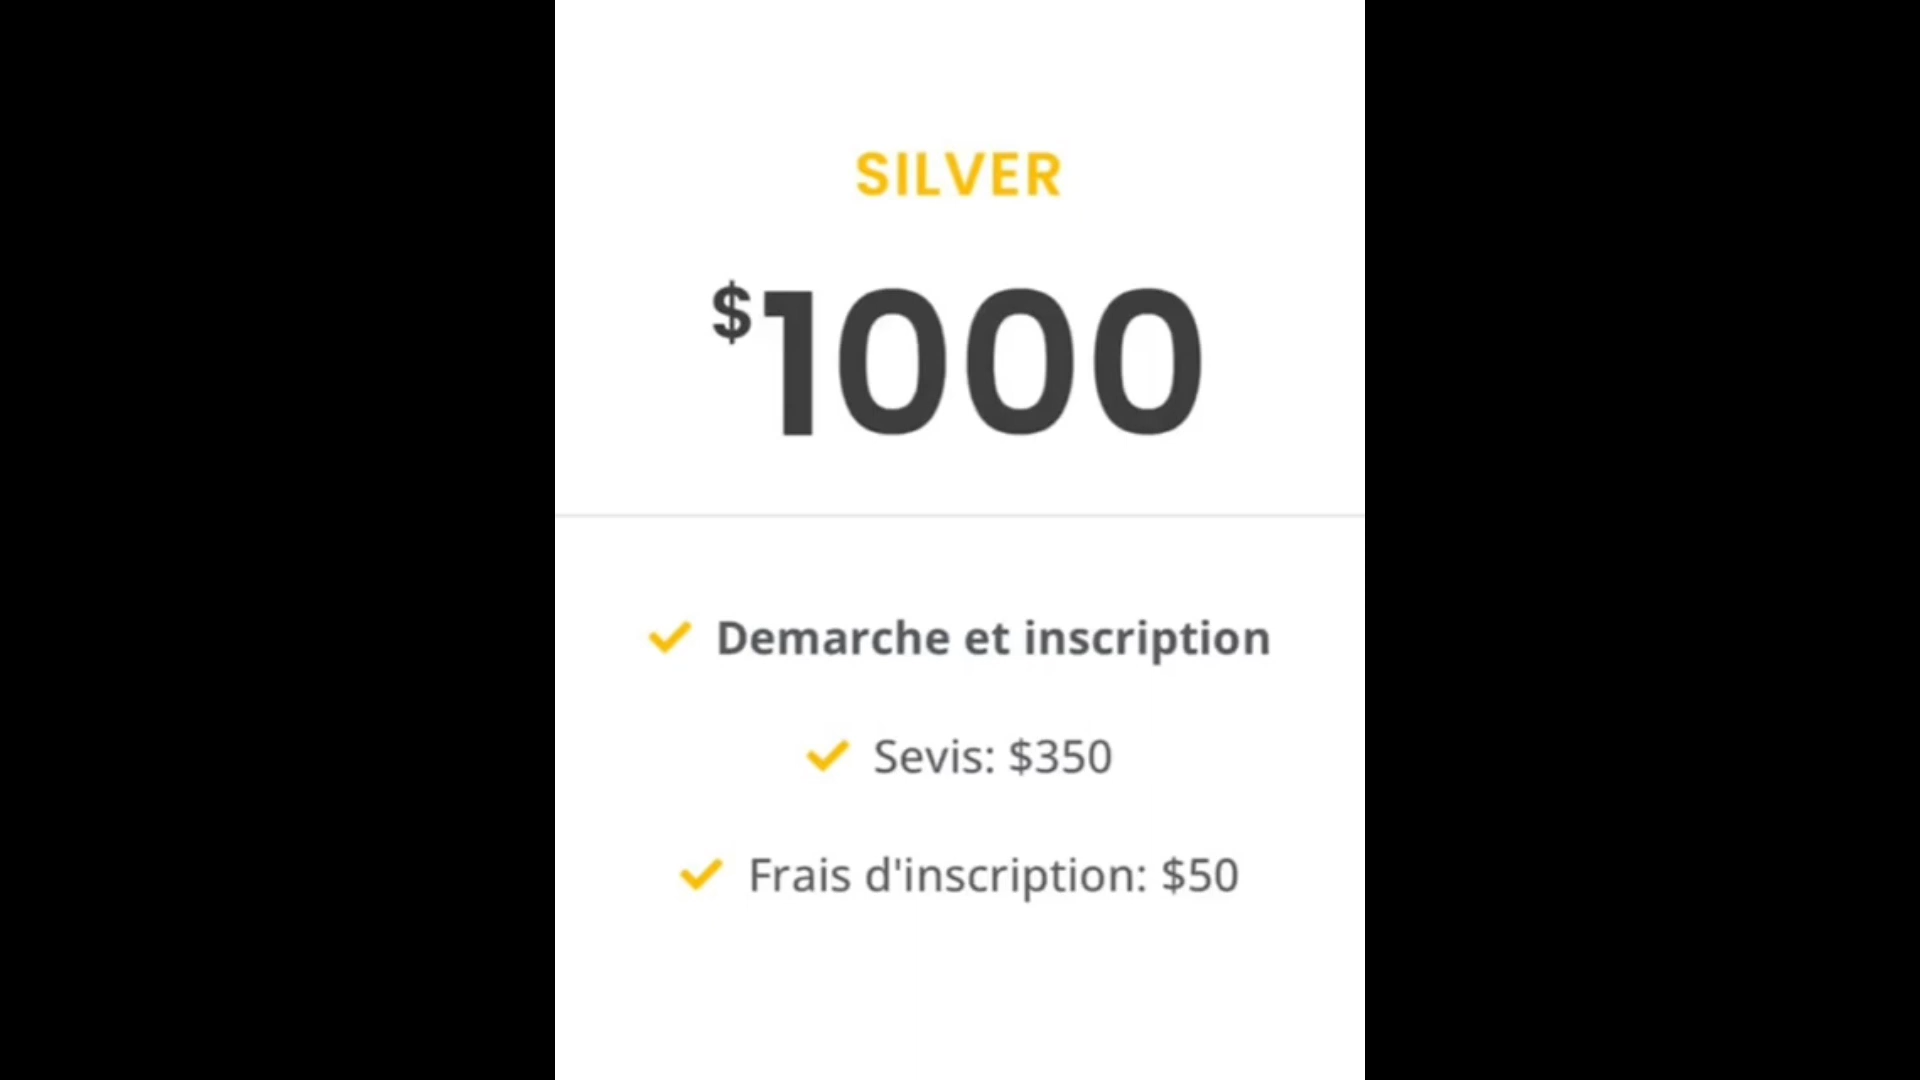 SILVER
$1000
Demarche et inscription
Sevis: $350
Frais d'inscription: $50